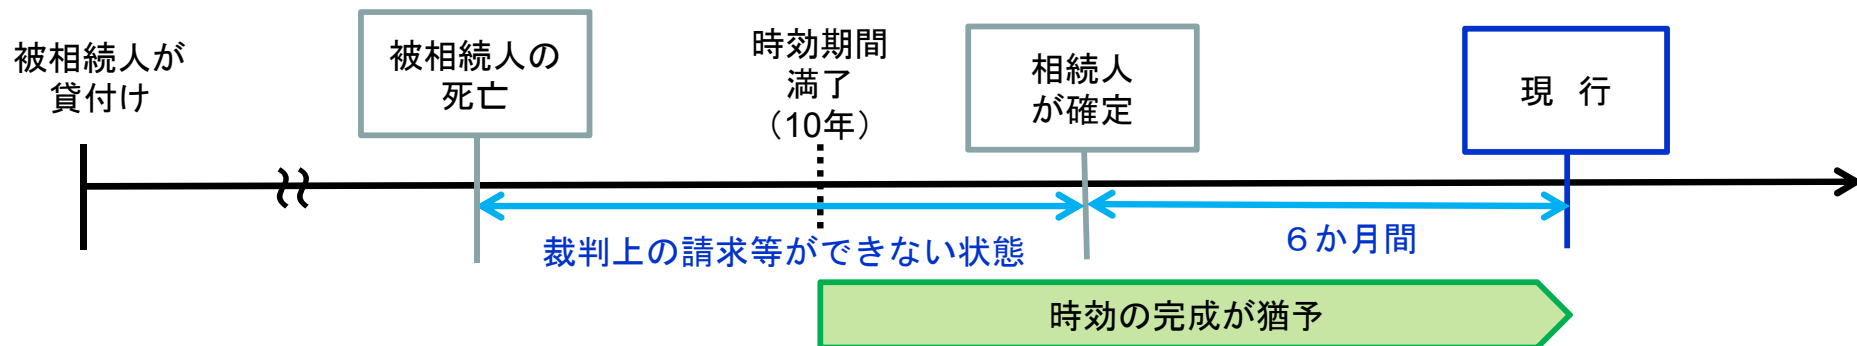 被相続人が
貸付け
被相続人の
死亡
時効期間
満了
（10年）
相続人
が確定
現 行
裁判上の請求等ができない状態
６か月間
時効の完成が猶予